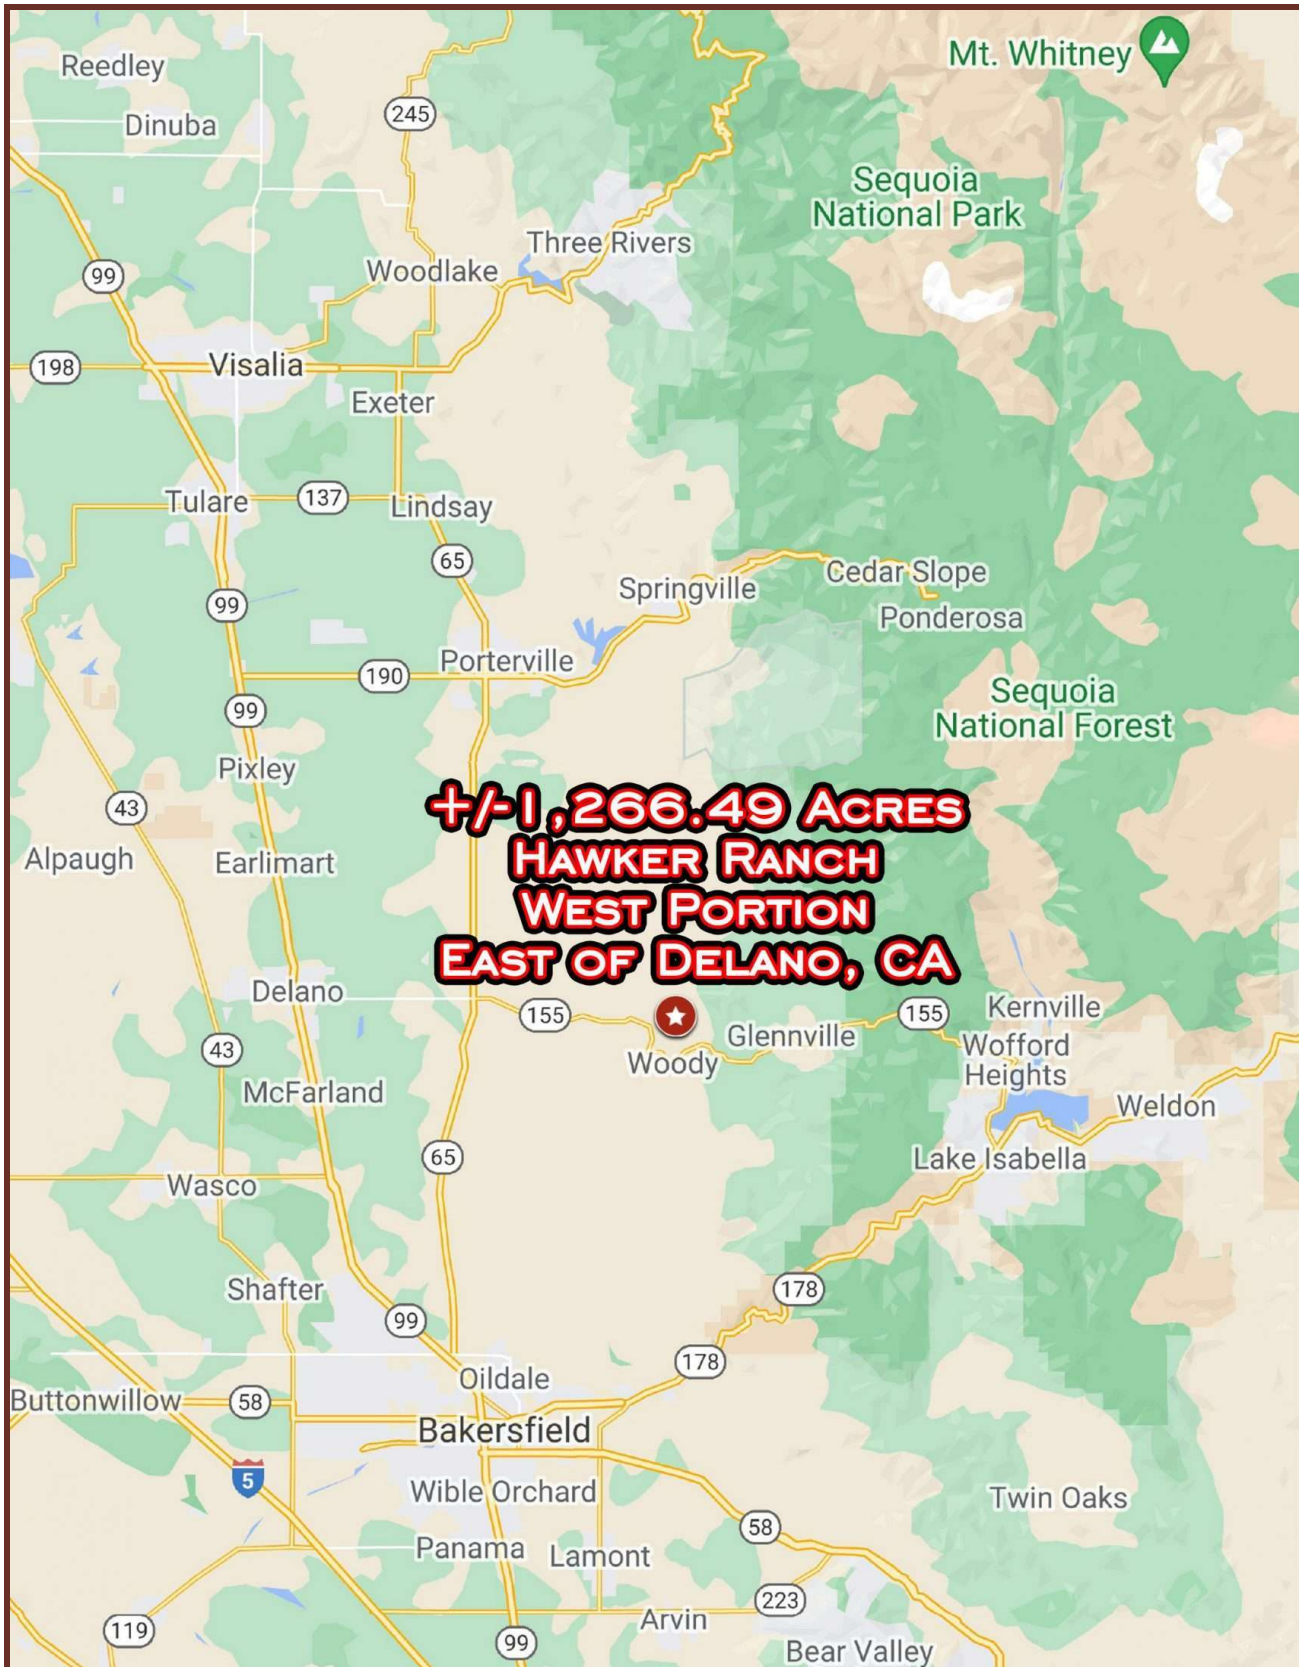 Reedley
Mt. Whitney
245
Dinuba
Sequoia
National Park
Three Rivers
99
Woodlake
198
Visalia
Exeter
Tulare
137
Lindsay
65
Springville
Cedar Slope
99
Ponderosa
Porterville
190
Sequoia
National Forest
99
Pixley
+/-1,266.49 Acres
Hawker Ranch
West Portion
East of Delano, CA
43
Alpaugh
Earlimart
Delano
155
155
Kernville
Glennville
Wofford
Heights
43
Woody
McFarland
Weldon
65
Lake Isabella
Wasco
Shafter
178
99
178
Oildale
Buttonwillow
58
Bakersfield
5
Wible Orchard
Twin Oaks
58
Panama
Lamont
223
Arvin
119
99
Bear Valley